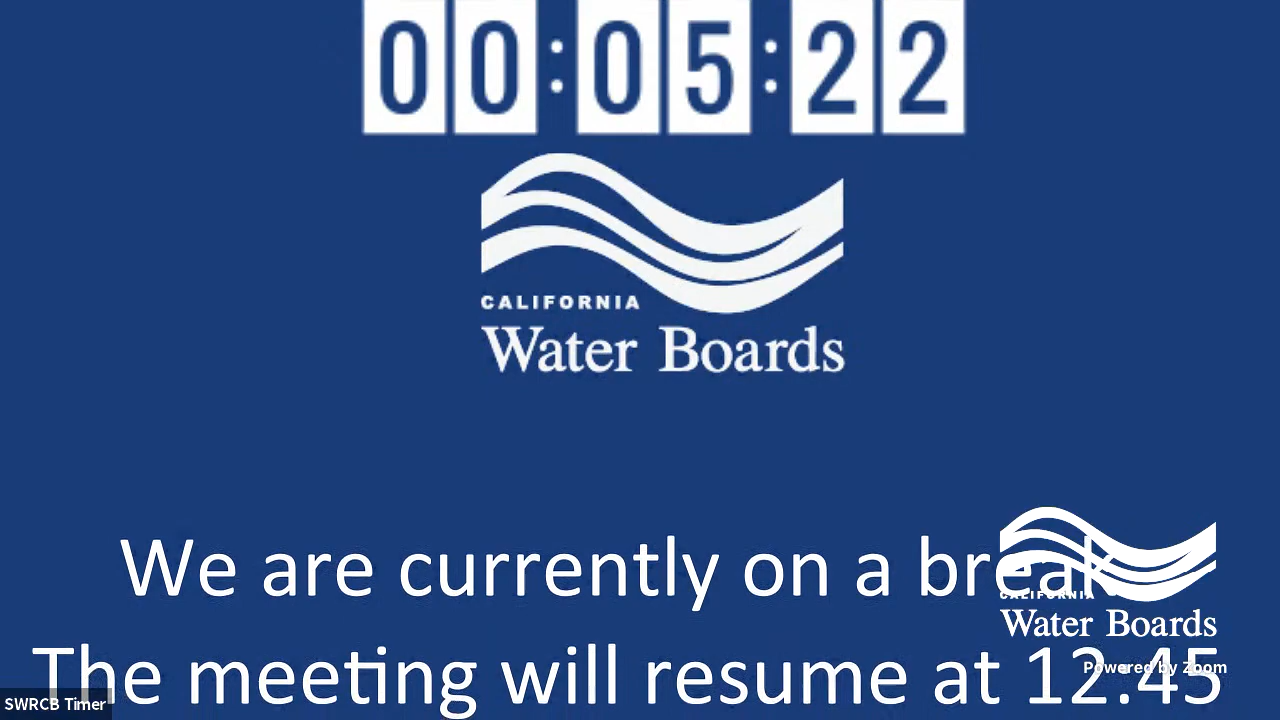 00:05:22
CALIFORNIA
Water Boards
We are currently on a break
CALIFORNIA
Water Boards
The meeting will resume at 12:45
Powered by Zoom
SWRCB Timer